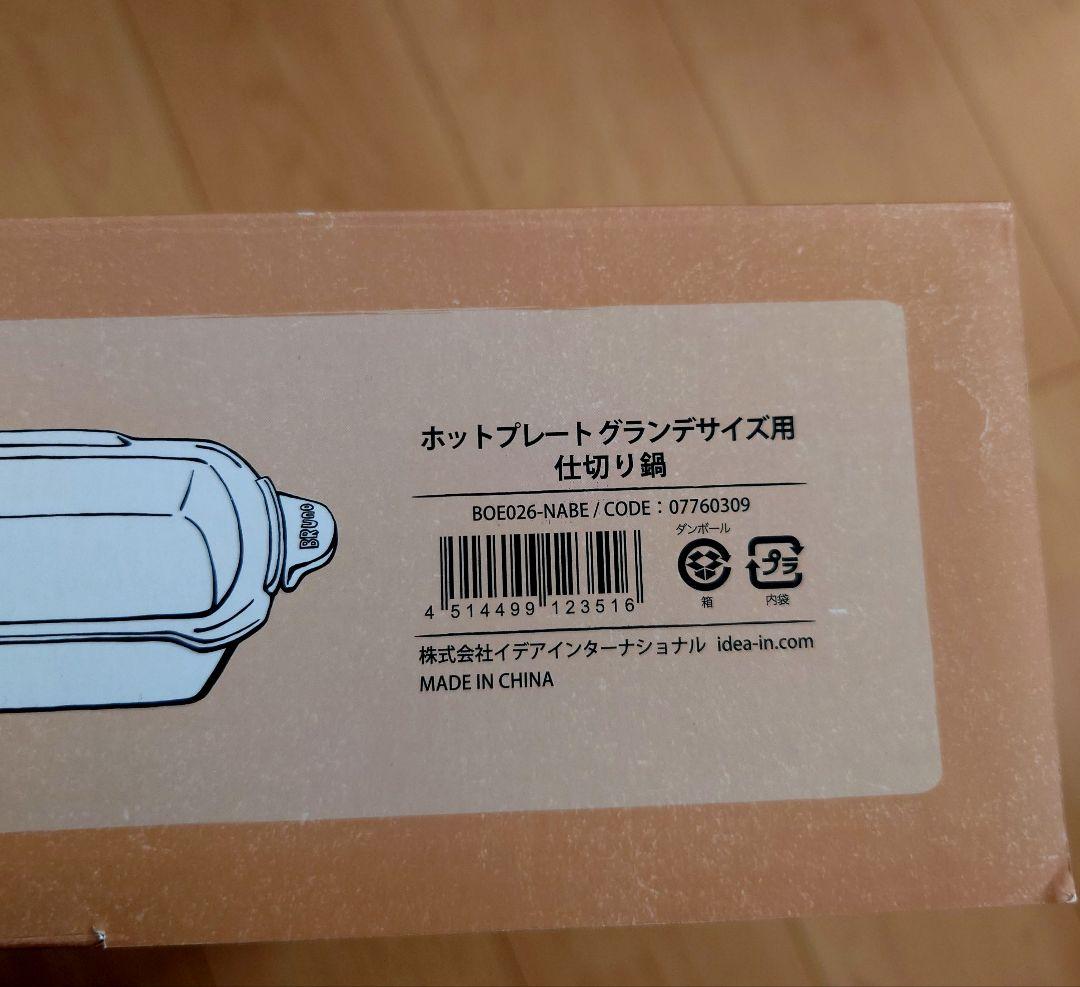 ホットプレート グランデサイズ用
仕切り鍋
BOE026-NABE / CODE：07760309
ダンボール
プラ
箱
内袋
4 514499 123516
BRUNO
株式会社イデアインターナショナル idea-in.com
MADE IN CHINA